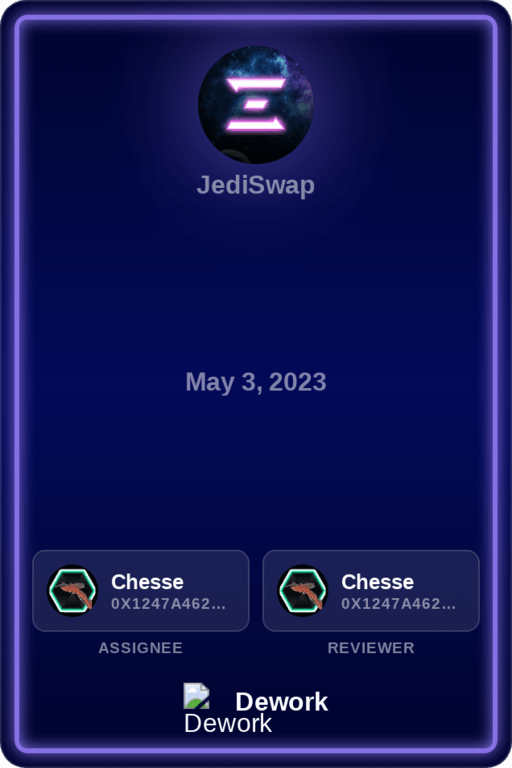 JediSwap
May 3, 2023
Chesse
0X1247A462...
ASSIGNEE
Chesse
0X1247A462...
REVIEWER
Dework
Dework